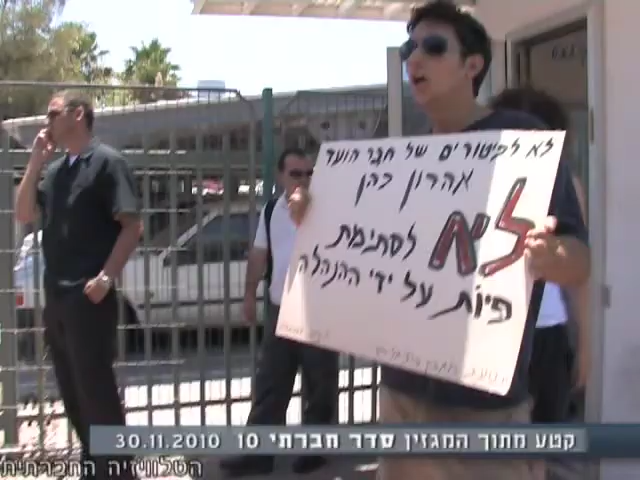 לא לפיטורים של חבר הועד
אהרון כהן
לא לסתימת
פיות על ידי ההנהלה
קטע מתוך המגזין סדר חברתי 10 30.11.2010
הטלוויזיה החברתית